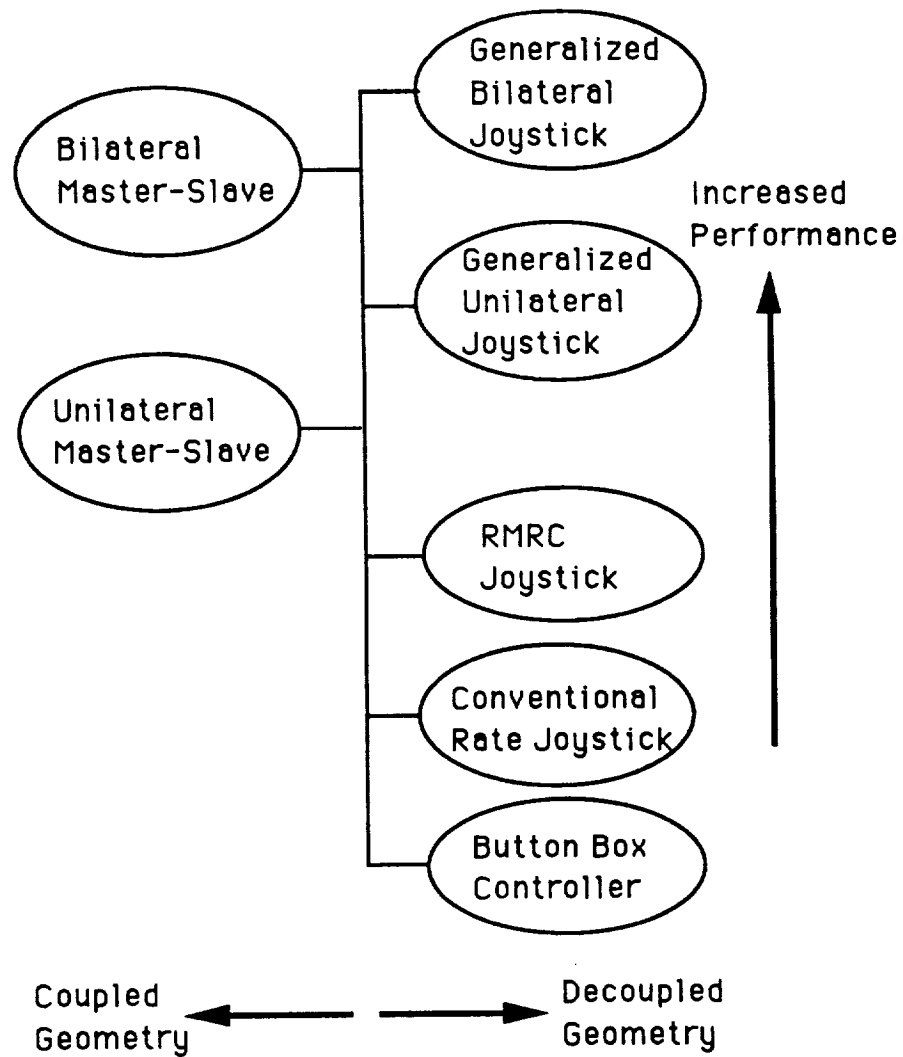 Generalized
Bilateral
Joystick
Bilateral
Master-Slave
Increased
Performance
Generalized
Unilateral
Joystick
Unilateral
Master-Slave
RMRC
Joystick
Conventional
Rate Joystick
Button Box
Controller
Coupled
Geometry
Decoupled
Geometry